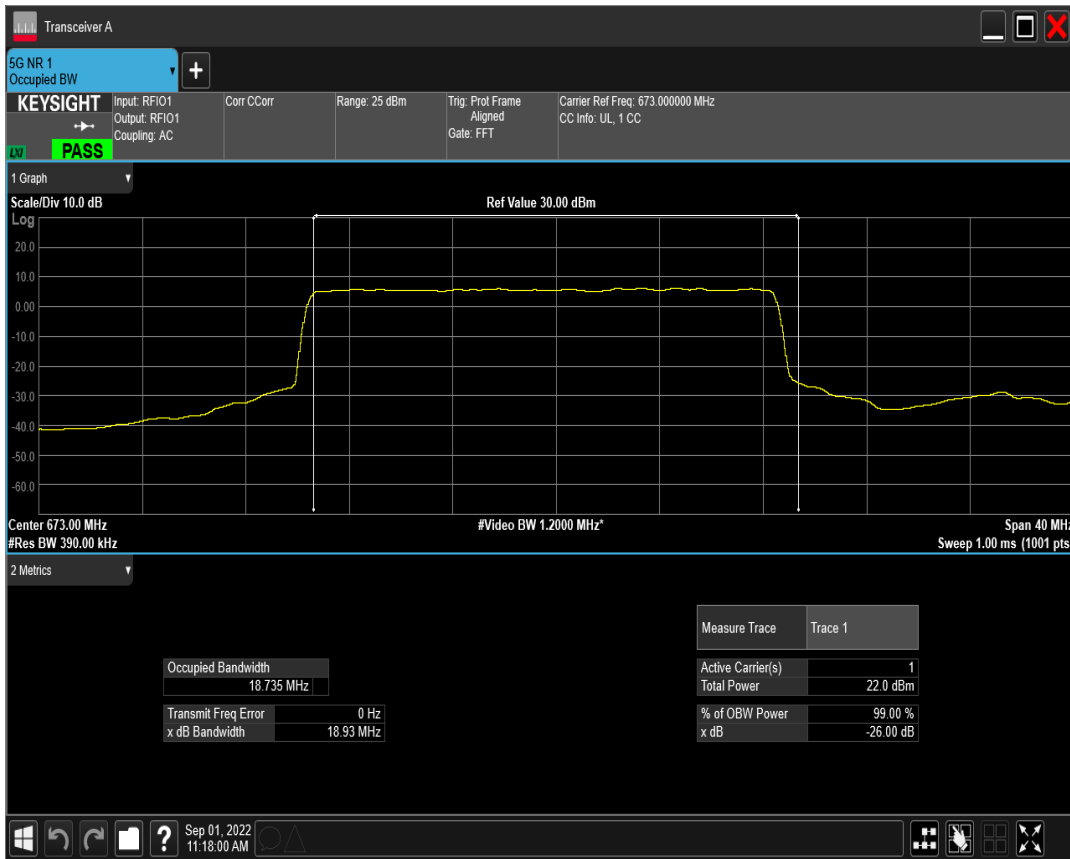 Transceiver A
5G NR 1
Occupied BW
KEYSIGHT
LXI
PASS
Input: RFIO1
Output: RFIO1
Coupling: AC
Corr CCorr
Range: 25 dBm
Trig: Prot Frame
Aligned
Gate: FFT
Carrier Ref Freq: 673.000000 MHz
CC Info: UL, 1 CC
1 Graph
Scale/Div 10.0 dB
Ref Value 30.00 dBm
Log
20.0
10.0
0.00
-10.0
-20.0
-30.0
-40.0
-50.0
-60.0
Center 673.00 MHz
#Video BW 1.2000 MHz*
Span 40 MHz
#Res BW 390.00 kHz
Sweep 1.00 ms (1001 pts
2 Metrics
Measure Trace Trace 1
Occupied Bandwidth
18.735 MHz
Active Carrier(s) 1
Total Power 22.0 dBm
Transmit Freq Error 0 Hz
x dB Bandwidth 18.93 MHz
% of OBW Power 99.00 %
x dB -26.00 dB
Sep 01, 2022
11:18:00 AM